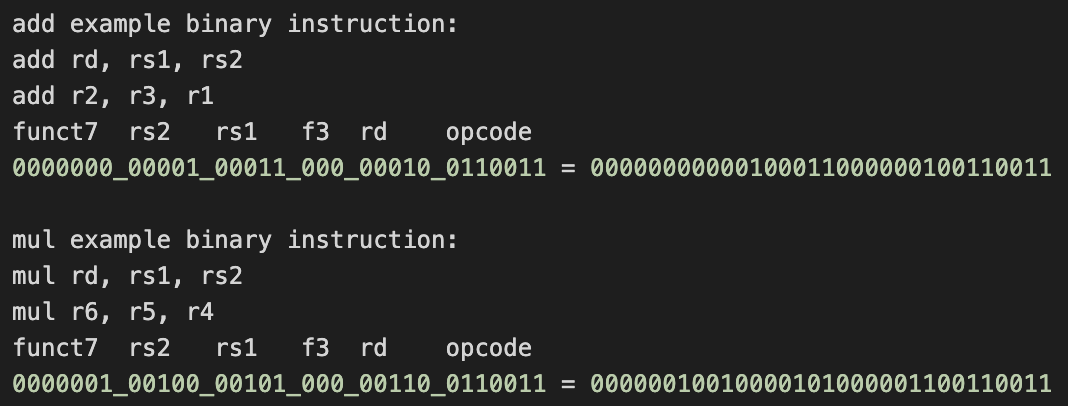 add example binary instruction:
add rd, rs1, rs2
add r2, r3, r1
funct7  rs2   rs1   f3  rd    opcode
0000000_00001_00011_000_00010_0110011 = 00000000000100011000000100110011
mul example binary instruction:
mul rd, rs1, rs2
mul r6, r5, r4
funct7  rs2   rs1   f3  rd    opcode
0000001_00100_00101_000_00110_0110011 = 00000010010000101000001100110011